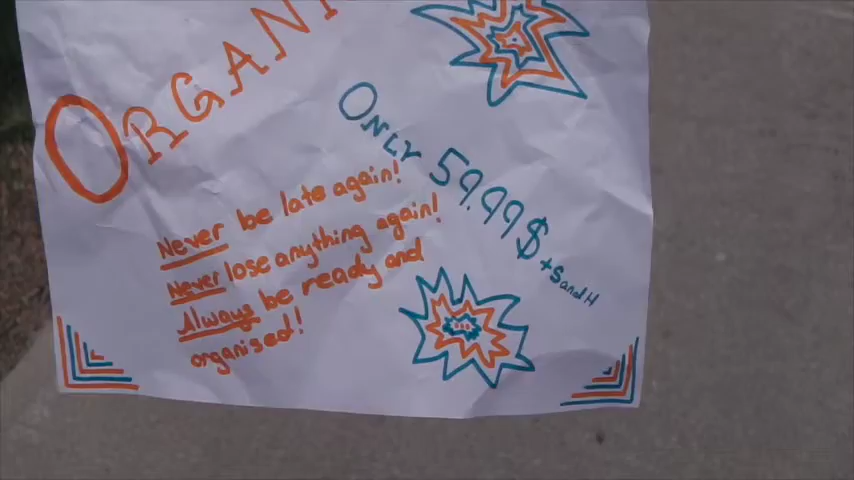 ORGANI
ONLY 59.99$
+ S and H
Never be late again!
Never lose anything again!
Always be ready and
organised!